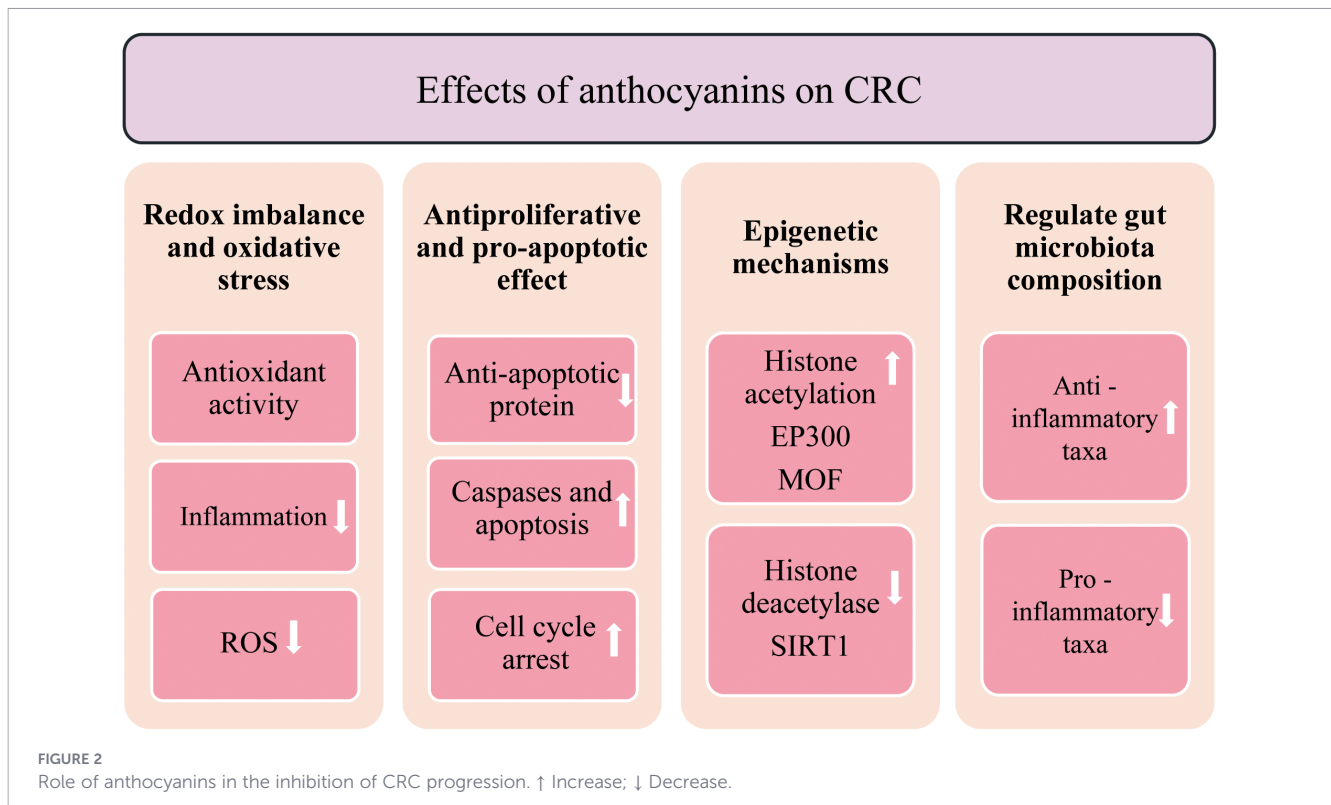 Effects of anthocyanins on CRC
Redox imbalance
and oxidative
stress
Antioxidant
activity
Inflammation ↓
ROS ↓
Antiproliferative
and pro-apoptotic
effect
Anti-apoptotic
protein ↓
Caspases and
apoptosis ↑
Cell cycle
arrest ↑
Epigenetic
mechanisms
Histone
acetylation ↑
EP300
MOF
Histone
deacetylase ↓
SIRT1
Regulate gut
microbiota
composition
Anti -
inflammatory
taxa ↑
Pro -
inflammatory
taxa ↓
FIGURE 2
Role of anthocyanins in the inhibition of CRC progression. ↑ Increase; ↓ Decrease.